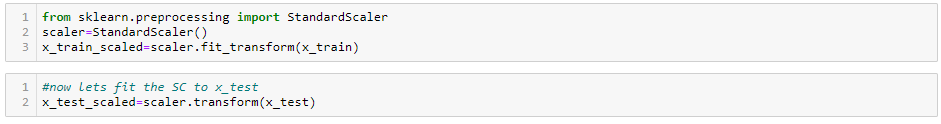 1 from sklearn.preprocessing import StandardScaler
2 scaler=StandardScaler()
3 x_train_scaled=scaler.fit_transform(x_train)
1 #now lets fit the SC to x_test
2 x_test_scaled=scaler.transform(x_test)